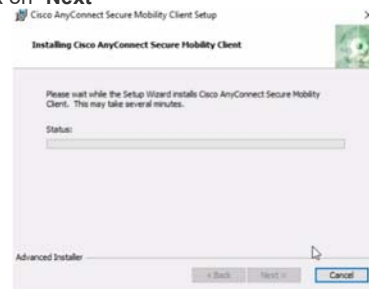 on "Next"
Cisco AnyConnect Secure Mobility Client Setup
Installing Cisco AnyConnect Secure Mobility Client
Please wait while the Setup Wizard installs Cisco AnyConnect Secure Mobility
Client. This may take several minutes.
Status:
Advanced Installer
< Back Next > Cancel